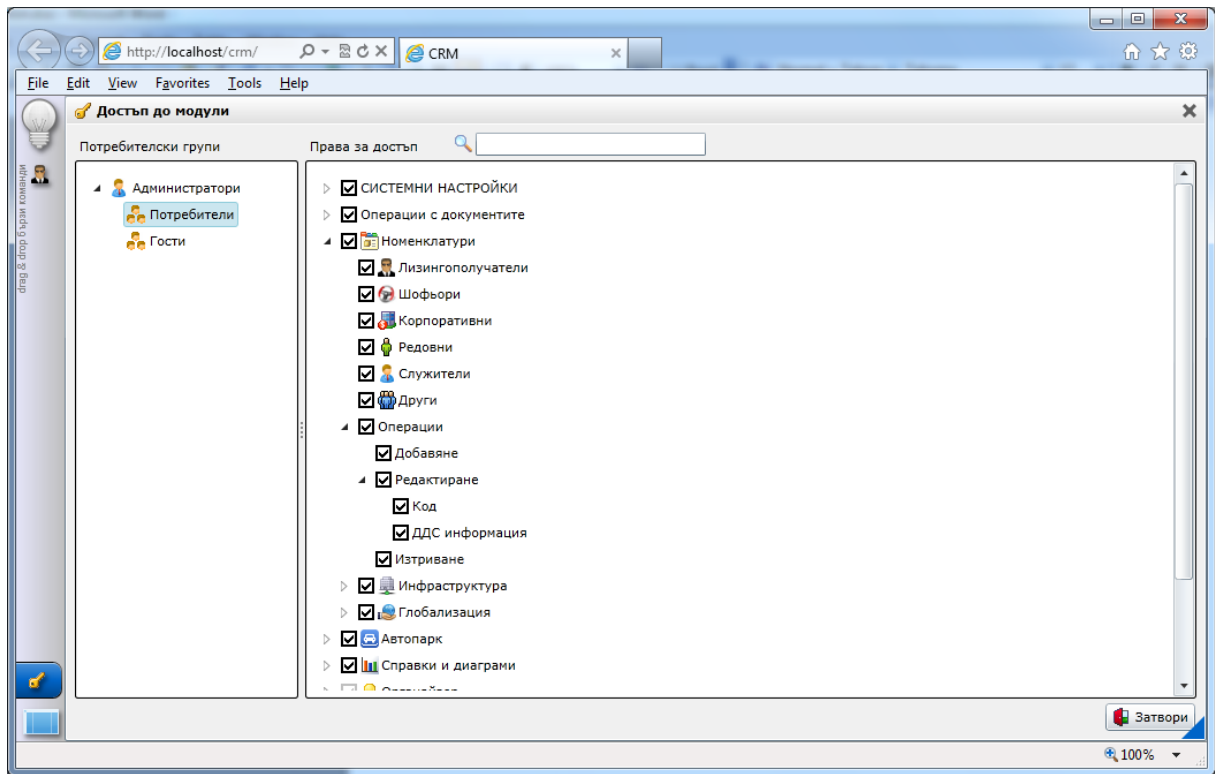 http://localhost/crm/
CRM
File Edit View Favorites Tools Help
Достъп до модули
Потребителски групи
Права за достъп
drag & drop бързи команди
Администратори
Потребители
Гости
СИСТЕМНИ НАСТРОЙКИ
Операции с документите
Номенклатури
Лизингополучатели
Шофьори
Корпоративни
Редовни
Служители
Други
Операции
Добавяне
Редактиране
Код
ДДС информация
Изтриване
Инфраструктура
Глобализация
Автопарк
Справки и диаграми
Затвори
100%